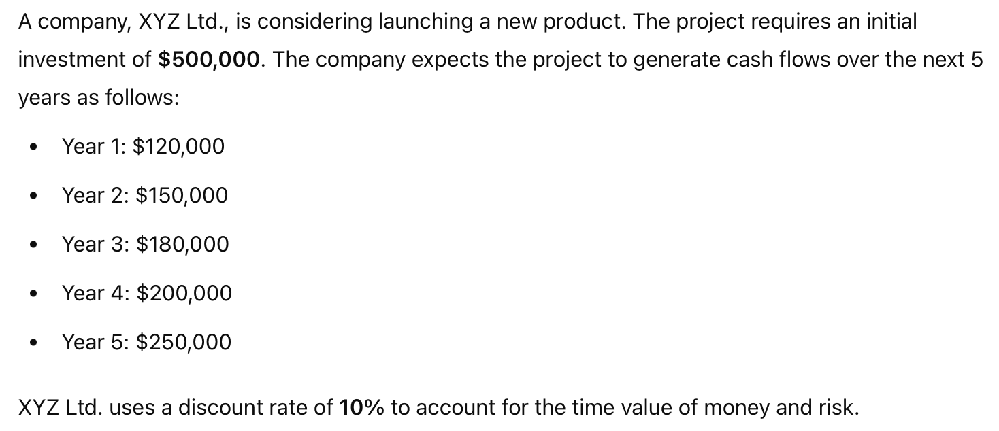 A company, XYZ Ltd., is considering launching a new product. The project requires an initial
investment of $500,000. The company expects the project to generate cash flows over the next 5
years as follows:
• Year 1: $120,000
• Year 2: $150,000
• Year 3: $180,000
• Year 4: $200,000
• Year 5: $250,000
XYZ Ltd. uses a discount rate of 10% to account for the time value of money and risk.